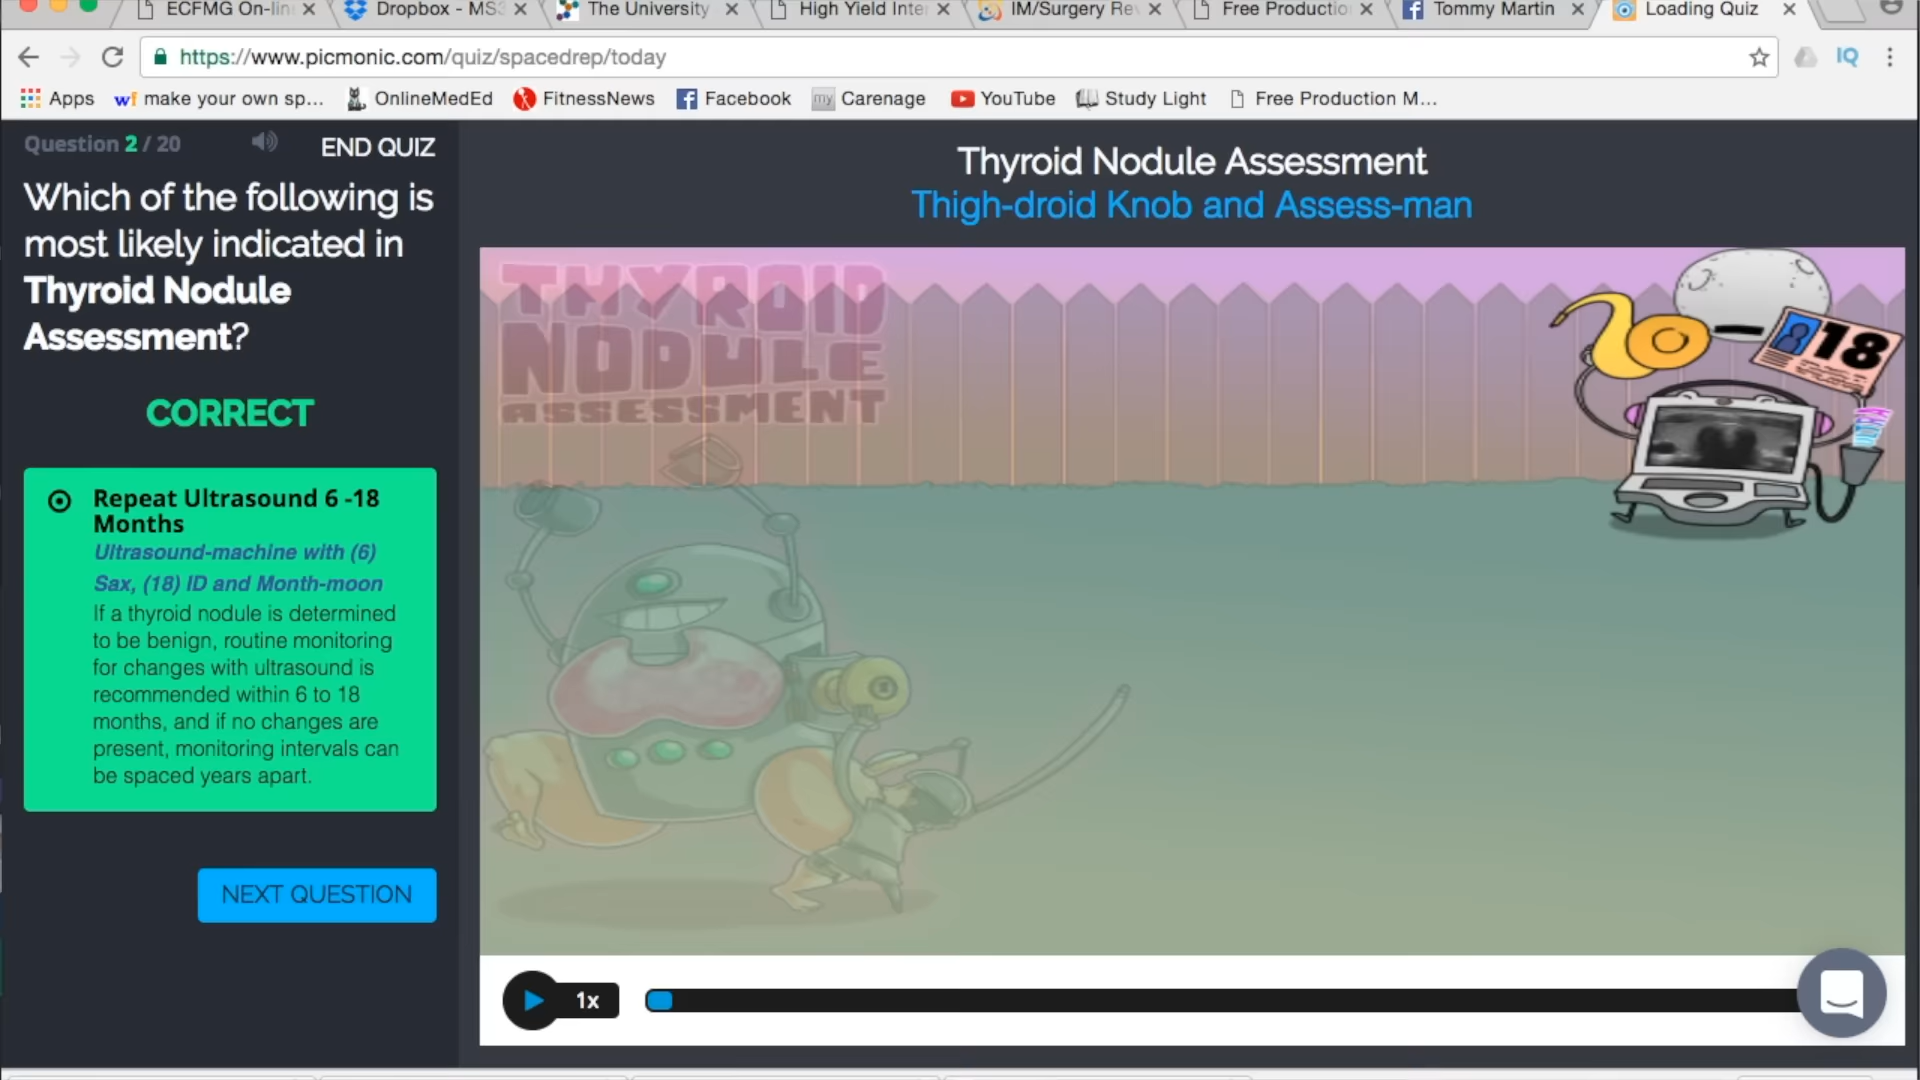 ECFMG On-lin
Dropbox - MS3
The University
High Yield Inte
IM/Surgery Re
Free Productio
Tommy Martin
Loading Quiz
https://www.picmonic.com/quiz/spacedrep/today
IQ
Apps
wf make your own sp...
OnlineMedEd
FitnessNews
Facebook
my Carenage
YouTube
Study Light
Free Production M...
Question 2 / 20
END QUIZ
Which of the following is
most likely indicated in
Thyroid Nodule
Assessment?
CORRECT
Repeat Ultrasound 6 -18
Months
Ultrasound-machine with (6)
Sax, (18) ID and Month-moon
If a thyroid nodule is determined
to be benign, routine monitoring
for changes with ultrasound is
recommended within 6 to 18
months, and if no changes are
present, monitoring intervals can
be spaced years apart.
NEXT QUESTION
Thyroid Nodule Assessment
Thigh-droid Knob and Assess-man
THYROID
NODULE
ASSESSMENT
18
1x